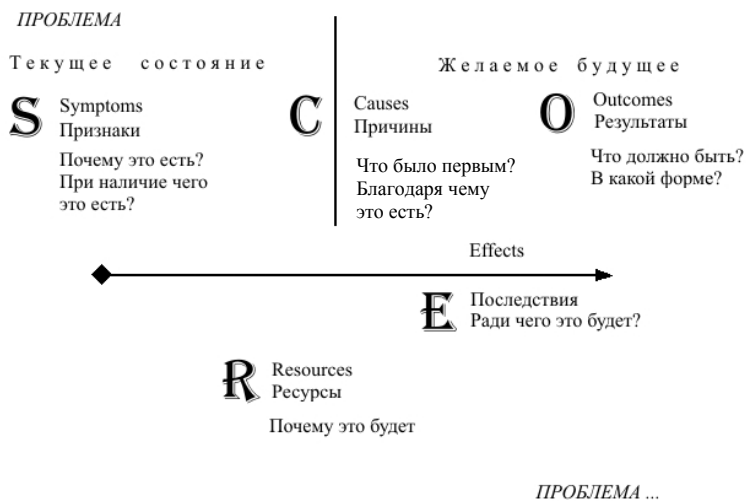 ПРОБЛЕМА
Текущее состояние
Желаемое будущее
S
Symptoms
Признаки
Почему это есть?
При наличие чего
это есть?
C
Causes
Причины
Что было первым?
Благодаря чему
это есть?
O
Outcomes
Результаты
Что должно быть?
В какой форме?
Effects
E
Последствия
Ради чего это будет?
R
Resources
Ресурсы
Почему это будет
ПРОБЛЕМА ...